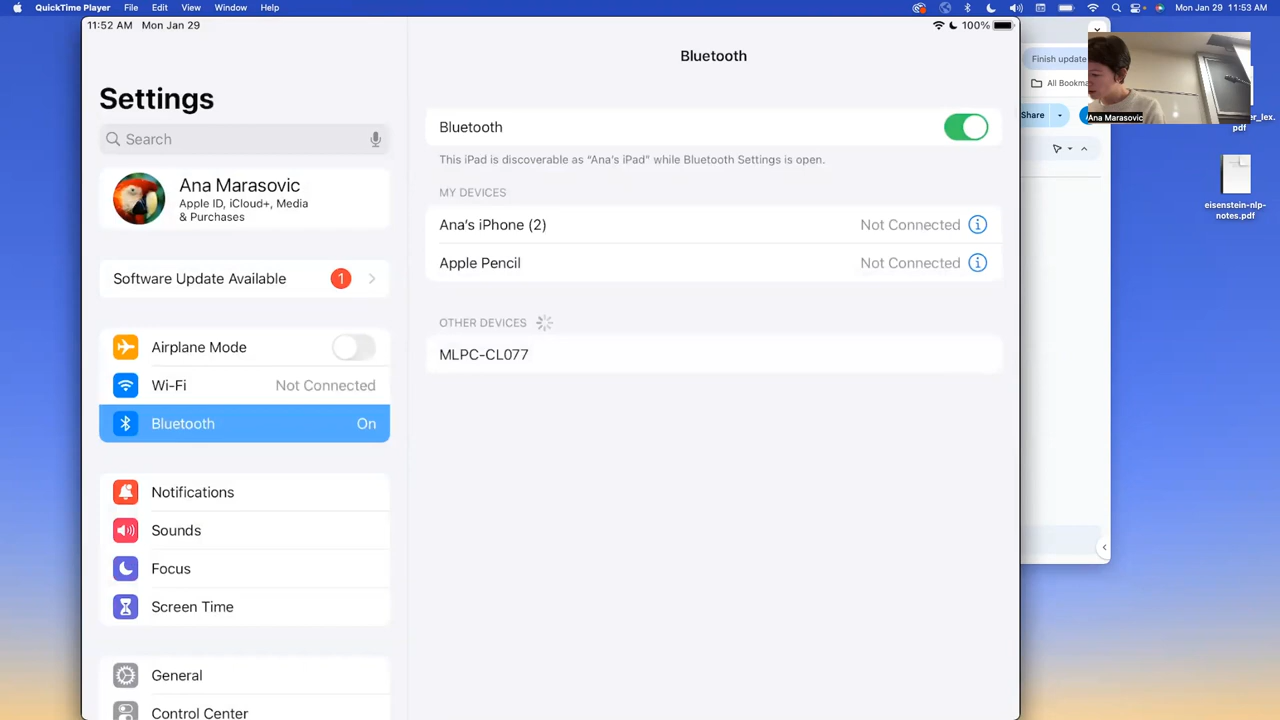 QuickTime Player File Edit View Window Help
Mon Jan 29 11:53 AM
11:52 AM Mon Jan 29
100%
Settings
Search
Ana Marasovic
Apple ID, iCloud+, Media
& Purchases
Software Update Available 1
Airplane Mode
Wi-Fi Not Connected
Bluetooth On
Notifications
Sounds
Focus
Screen Time
General
Control Center
Bluetooth
Bluetooth
This iPad is discoverable as “Ana's iPad” while Bluetooth Settings is open.
MY DEVICES
Ana's iPhone (2) Not Connected
Apple Pencil Not Connected
OTHER DEVICES
MLPC-CL077
Finish update
All Bookma
Share
Ana Marasovic
er_lex.
pdf
eisenstein-nlp-
notes.pdf